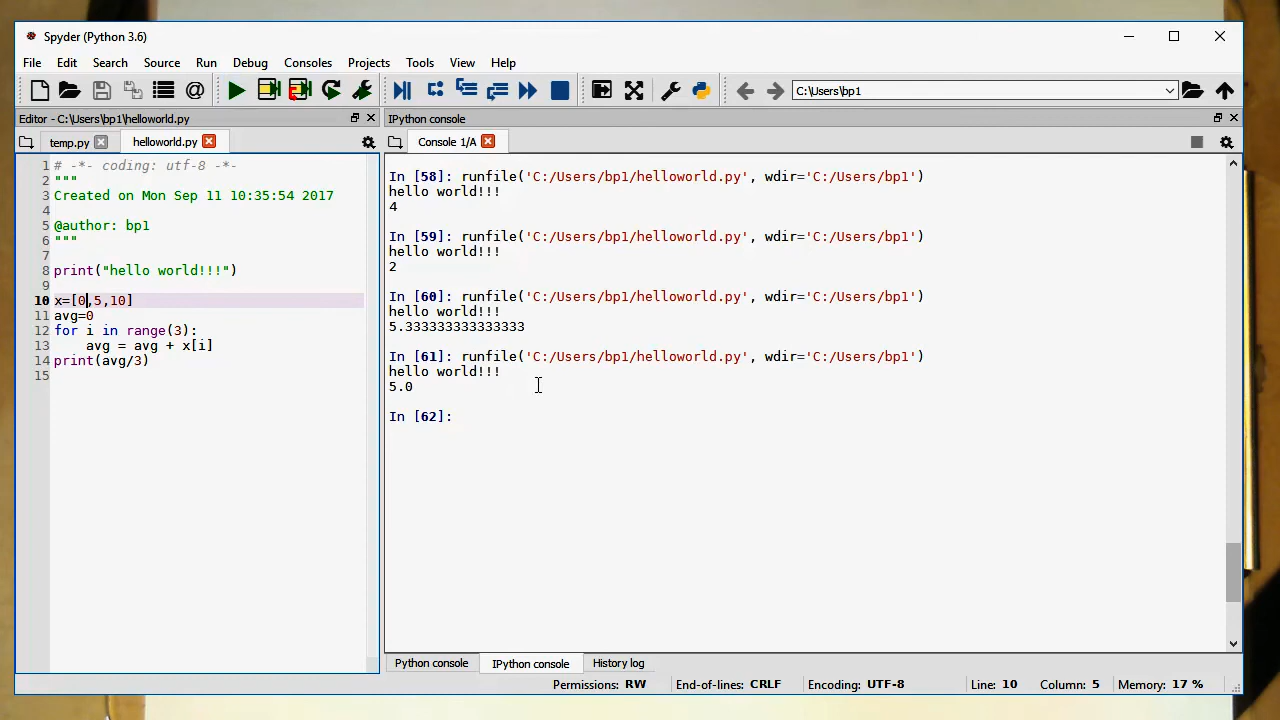 Spyder (Python 3.6)
File Edit Search Source Run Debug Consoles Projects Tools View Help
C:\Users\bp1
Editor - C:\Users\bp1\helloworld.py
temp.py helloworld.py
1 # -*- coding: utf-8 -*-
2 """
3 Created on Mon Sep 11 10:35:54 2017
4
5 @author: bp1
6 """
7
8 print("hello world!!!")
9
10 x=[0,5,10]
11 avg=0
12 for i in range(3):
13     avg = avg + x[i]
14 print(avg/3)
15
IPython console
Console 1/A
In [58]: runfile('C:/Users/bp1/helloworld.py', wdir='C:/Users/bp1')
hello world!!!
4
In [59]: runfile('C:/Users/bp1/helloworld.py', wdir='C:/Users/bp1')
hello world!!!
2
In [60]: runfile('C:/Users/bp1/helloworld.py', wdir='C:/Users/bp1')
hello world!!!
5.333333333333333
In [61]: runfile('C:/Users/bp1/helloworld.py', wdir='C:/Users/bp1')
hello world!!!
5.0
In [62]:
Python console IPython console History log
Permissions: RW End-of-lines: CRLF Encoding: UTF-8 Line: 10 Column: 5 Memory: 17 %